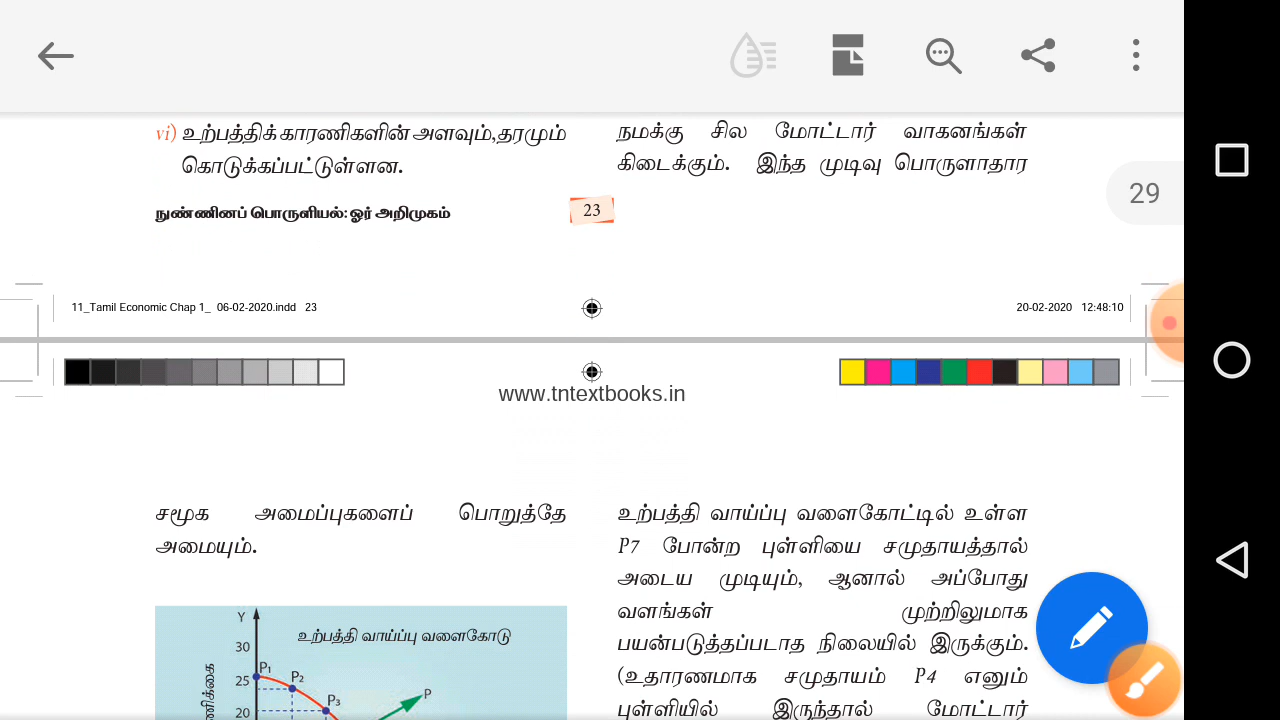 vi) உற்பத்திக் காரணிகளின் அளவும்,தரமும்
கொடுக்கப்பட்டுள்ளன.
நமக்கு சில மோட்டார் வாகனங்கள்
கிடைக்கும். இந்த முடிவு பொருளாதார
29
நுண்ணினப் பொருளியல்: ஓர் அறிமுகம்
23
11_Tamil Economic Chap 1_ 06-02-2020.indd 23
20-02-2020 12:48:10
www.tntextbooks.in
சமூக அமைப்புகளைப் பொறுத்தே
அமையும்.
Y
உற்பத்தி வாய்ப்பு வளைகோடு
30
25
20
P1
P2
P3
P
உற்பத்தி வாய்ப்பு வளைகோட்டில் உள்ள
P7 போன்ற புள்ளியை சமுதாயத்தால்
அடைய முடியும், ஆனால் அப்போது
வளங்கள் முற்றிலுமாக
பயன்படுத்தப்படாத நிலையில் இருக்கும்.
(உதாரணமாக சமுதாயம் P4 எனும்
புள்ளியில் இருந்தால் மோட்டார்